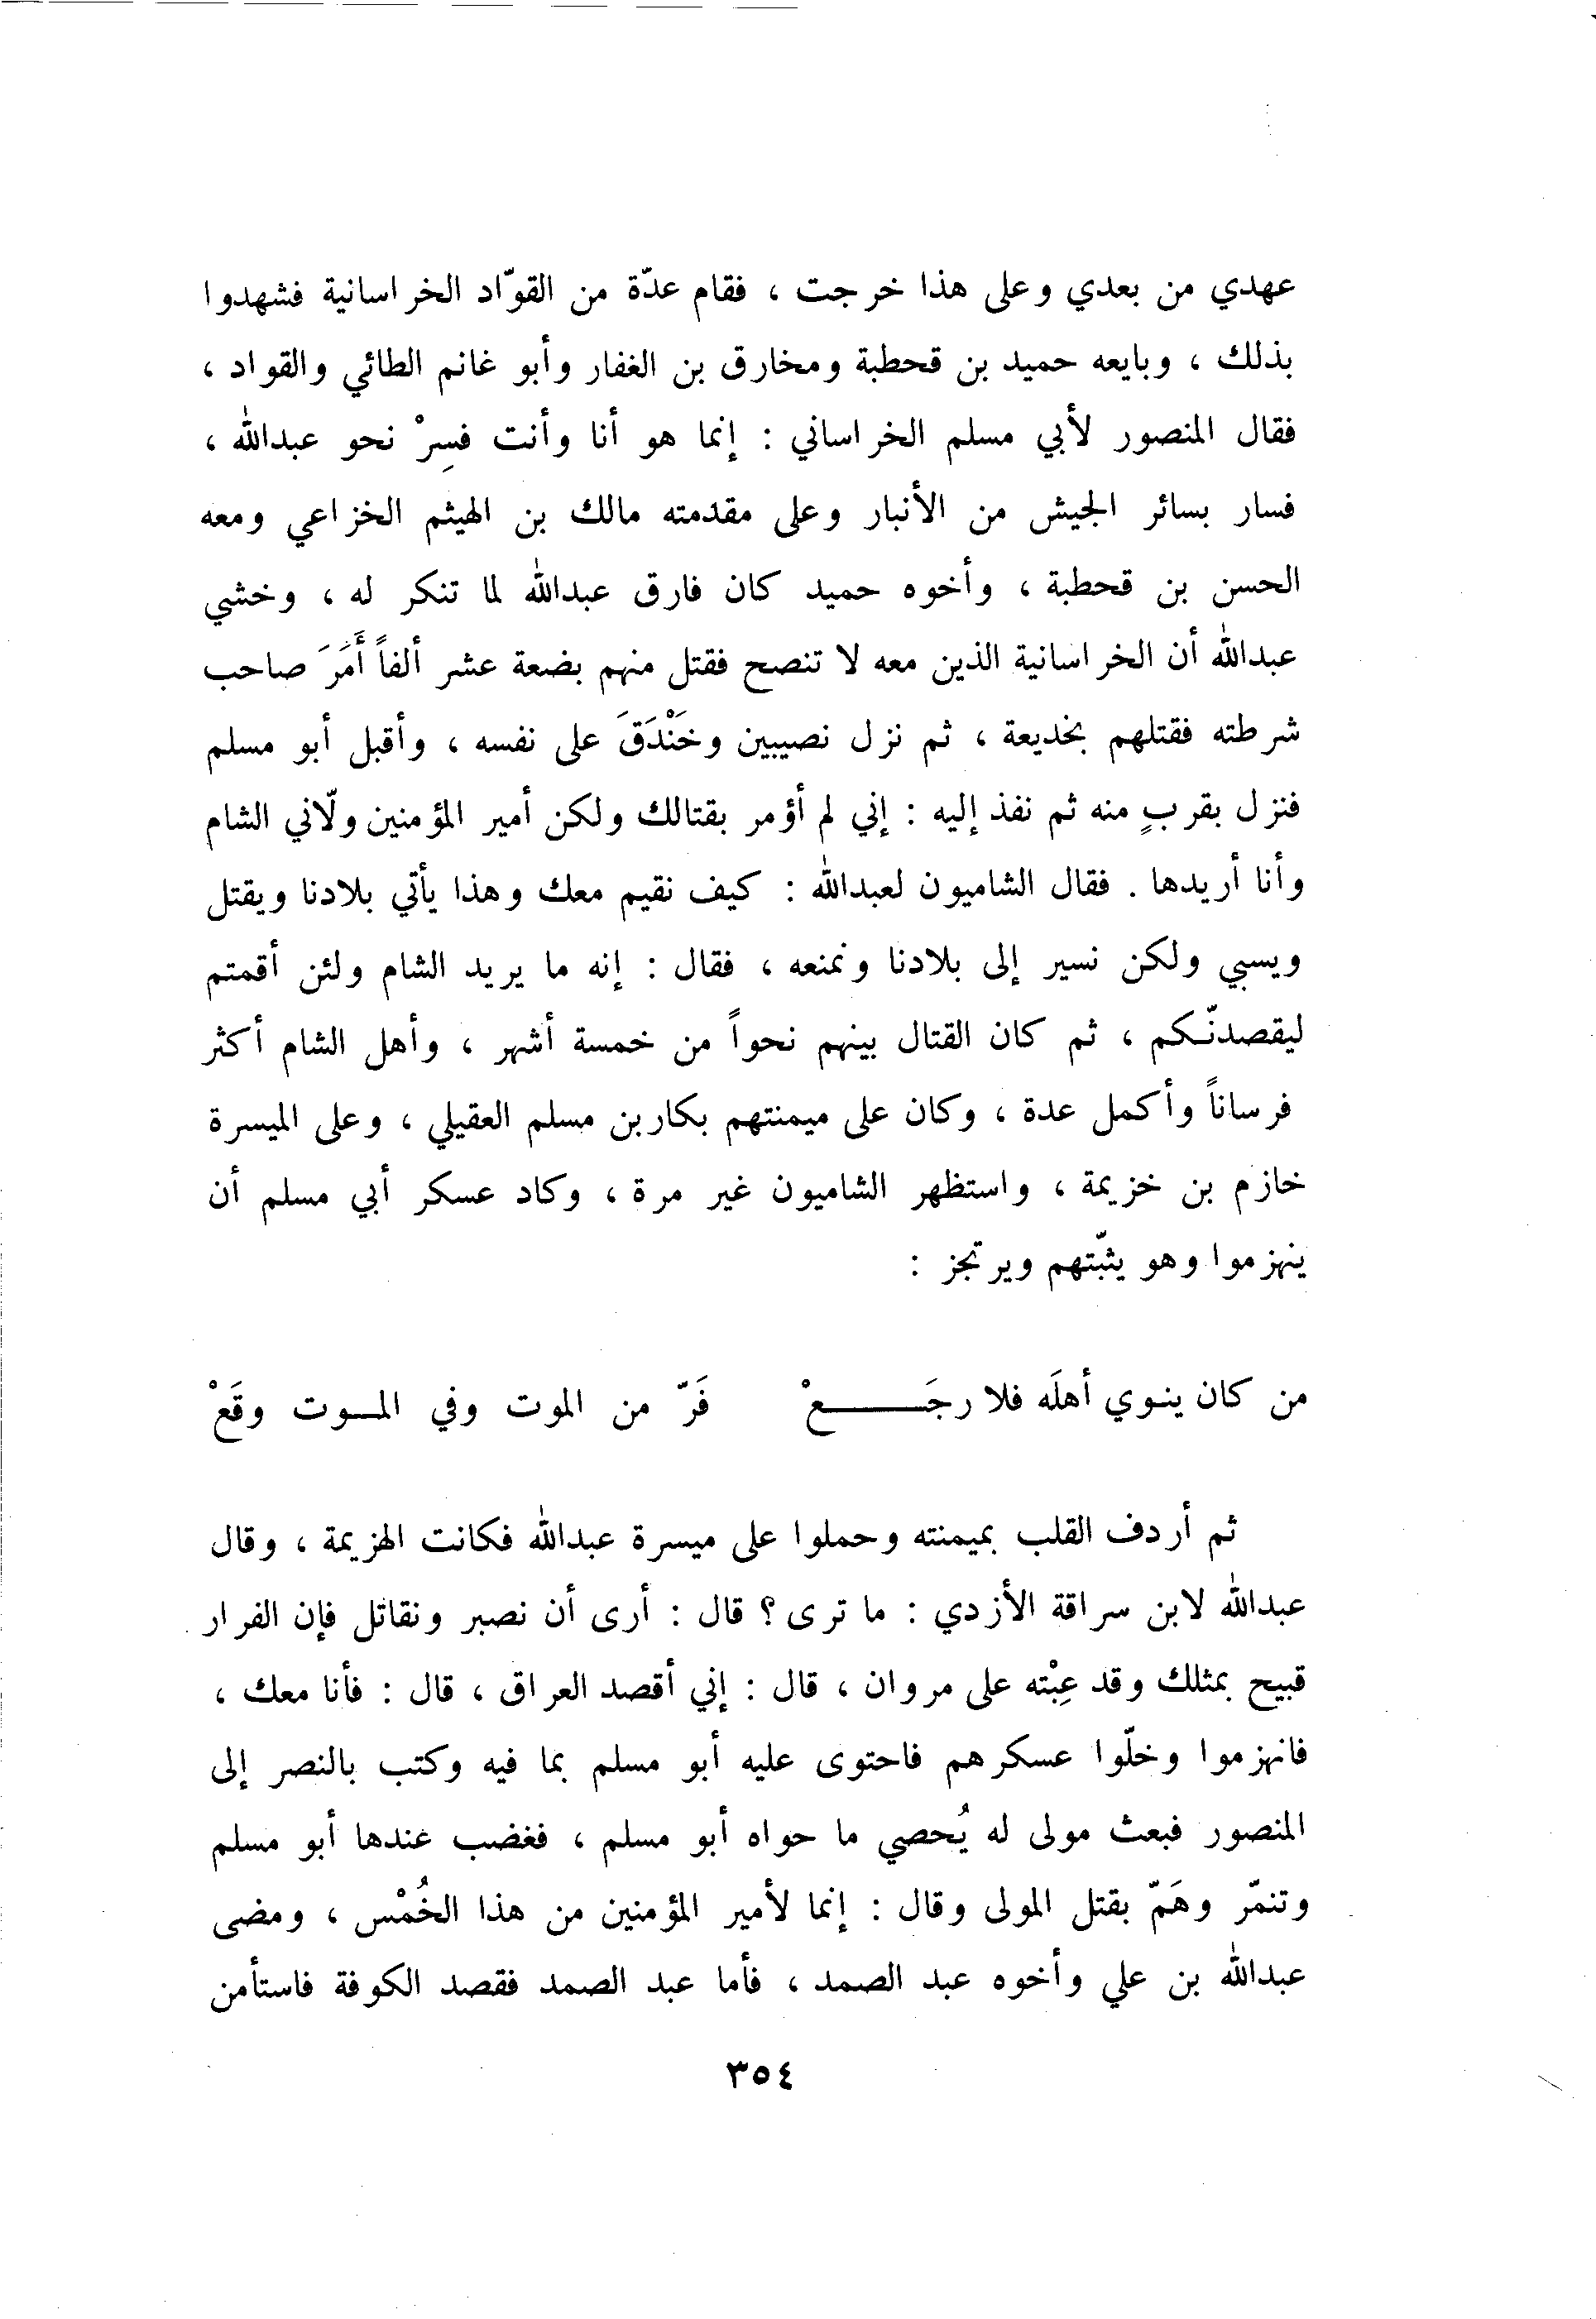 عهدي من بعدي وعلى هذا خرجت ، فقام عدّة من القوّاد الخراسانية فشهدوا
بذلك ، وبايعه حميد بن قحطبة ومخارق بن الغفار وأبو غانم الطائي والقواد ،
فقال المنصور لأبي مسلم الخراساني : إنما هو أنا وأنت فسِرْ نحو عبدالله ،
فسار بسائر الجيش من الأنبار وعلى مقدمته مالك بن الهيثم الخزاعي ومعه
الحسن بن قحطبة ، وأخوه حميد كان فارق عبدالله لما تنكر له ، وخشي
عبدالله أن الخراسانية الذين معه لا تنصح فقتل منهم بضعة عشر ألفاً أَمَرَ صاحب
شرطته فقتلهم بخديعة ، ثم نزل نصيبين وخَنْدَقَ على نفسه ، وأقبل أبو مسلم
فنزل بقربٍ منه ثم نفذ إليه : إني لم أؤمر بقتالك ولكن أمير المؤمنين ولّاني الشام
وأنا أريدها . فقال الشاميون لعبدالله : كيف نقيم معك وهذا يأتي بلادنا ويقتل
ويسبي ولكن نسير إلى بلادنا ونمنعه ، فقال : إنه ما يريد الشام ولئن أقمتم
ليقصدنّكم ، ثم كان القتال بينهم نحواً من خمسة أشهر ، وأهل الشام أكثر
فرساناً وأكمل عدة ، وكان على ميمنتهم بكار بن مسلم العقيلي ، وعلى الميسرة
خازم بن خزيمة ، واستظهر الشاميون غير مرة ، وكاد عسكر أبي مسلم أن
ينهزموا وهو يثبّتهم ويرتجز :
من كان ينوي أهلَه فلا رجَـــــعْ فَرّ من الموت وفي المـوت وقَعْ
ثم أردف القلب بميمنته وحملوا على ميسرة عبدالله فكانت الهزيمة ، وقال
عبدالله لابن سراقة الأزدي : ما ترى ؟ قال : أرى أن نصبر ونقاتل فإن الفرار
قبيح بمثلك وقد عِبْته على مروان ، قال : إني أقصد العراق ، قال : فأنا معك ،
فانهزموا وخلّوا عسكرهم فاحتوى عليه أبو مسلم بما فيه وكتب بالنصر إلى
المنصور فبعث مولى له يُحصي ما حواه أبو مسلم ، فغضب عندها أبو مسلم
وتنمّر وهَمّ بقتل المولى وقال : إنما لأمير المؤمنين من هذا الخُمْس ، ومضى
عبدالله بن علي وأخوه عبد الصمد ، فأما عبد الصمد فقصد الكوفة فاستأمن
٣٥٤